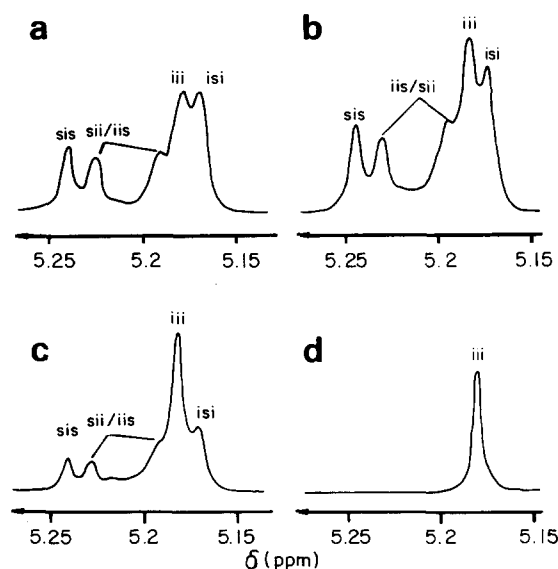 a
sis
sii/iis
iii
isi
5.25
5.2
5.15
b
sis
iis/sii
iii
isi
5.25
5.2
5.15
c
sis
sii/iis
iii
isi
5.25
5.2
5.15
d
iii
5.25
5.2
5.15
δ (ppm)